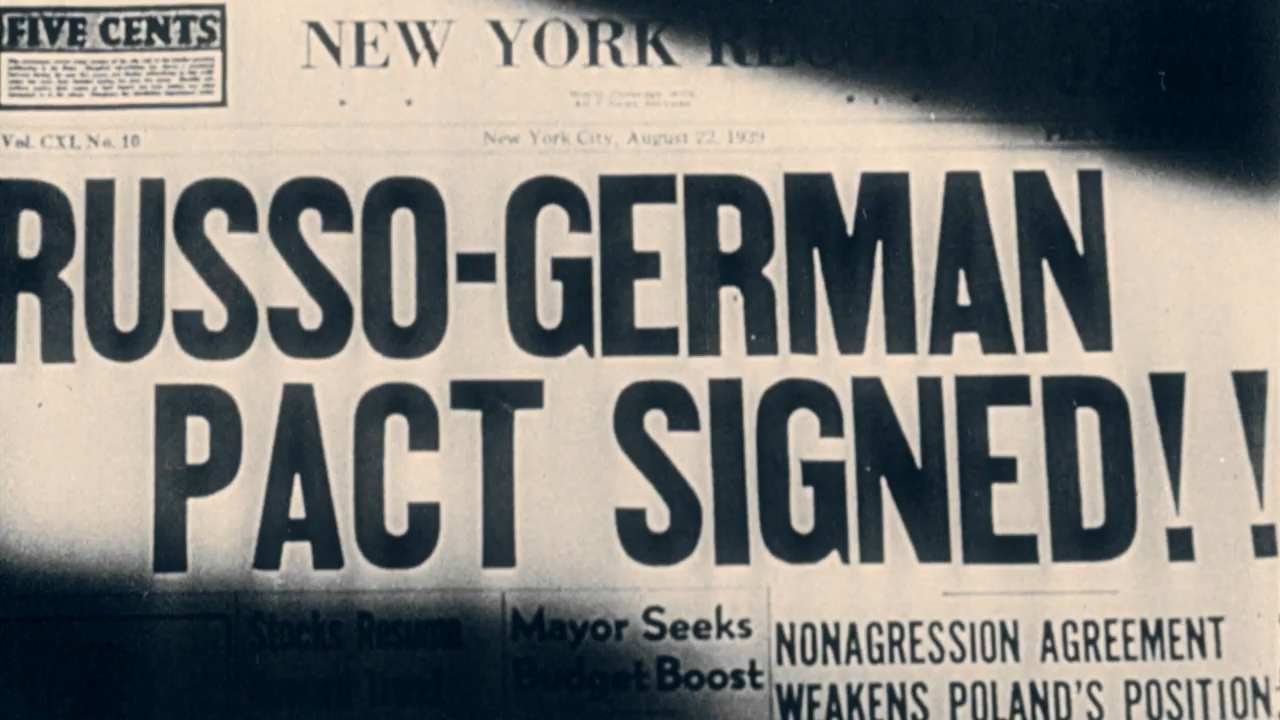 FIVE CENTS
NEW YORK
Vol. CXI, No. 10
New York City, August 22, 1939
RUSSO-GERMAN
PACT SIGNED!!
Stocks Resume
Mayor Seeks
Budget Boost
NONAGRESSION AGREEMENT
WEAKENS POLAND'S POSITION